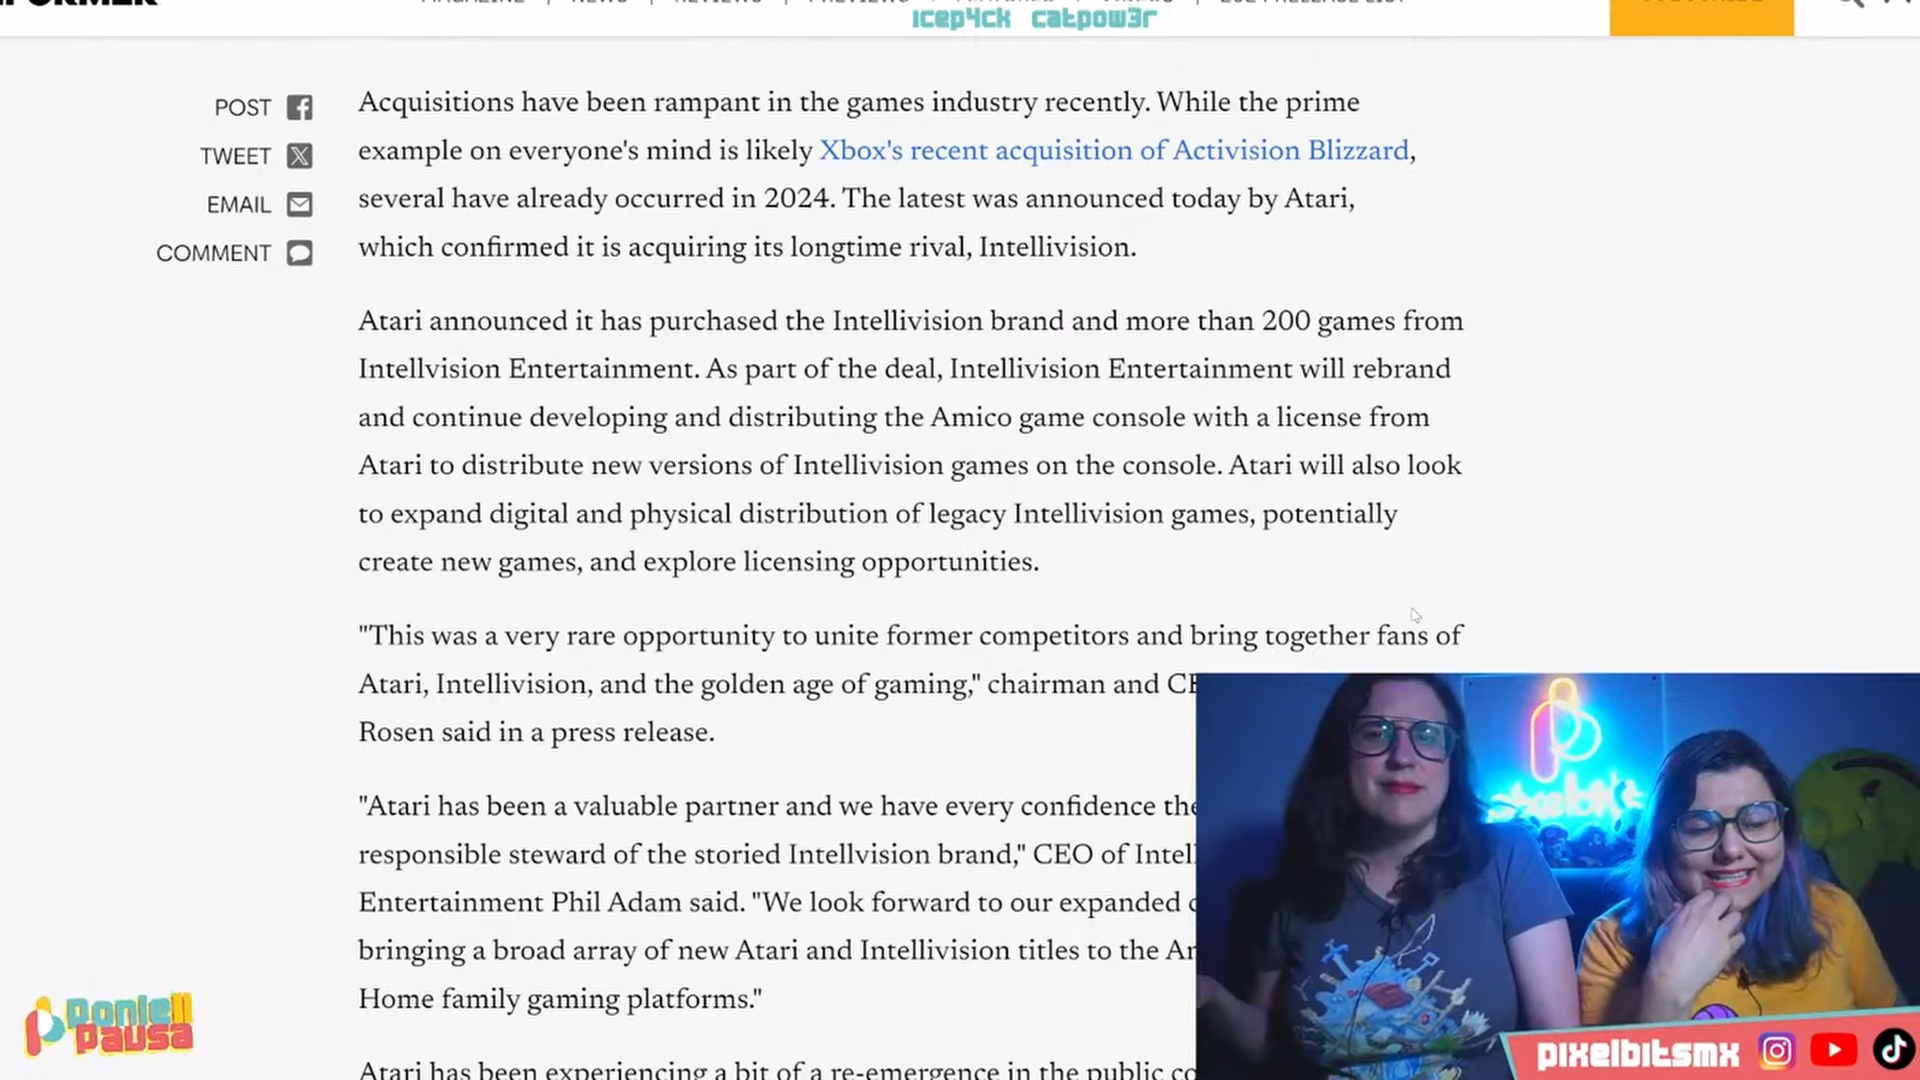 icep4ck catpow3r
POST
TWEET
EMAIL
COMMENT
Acquisitions have been rampant in the games industry recently. While the prime
example on everyone's mind is likely Xbox's recent acquisition of Activision Blizzard,
several have already occurred in 2024. The latest was announced today by Atari,
which confirmed it is acquiring its longtime rival, Intellivision.
Atari announced it has purchased the Intellivision brand and more than 200 games from
Intellvision Entertainment. As part of the deal, Intellivision Entertainment will rebrand
and continue developing and distributing the Amico game console with a license from
Atari to distribute new versions of Intellivision games on the console. Atari will also look
to expand digital and physical distribution of legacy Intellivision games, potentially
create new games, and explore licensing opportunities.
"This was a very rare opportunity to unite former competitors and bring together fans of
Atari, Intellivision, and the golden age of gaming," chairman and
Rosen said in a press release.
"Atari has been a valuable partner and we have every confidence
responsible steward of the storied Intellvision brand," CEO of
Entertainment Phil Adam said. "We look forward to our expanded
bringing a broad array of new Atari and Intellivision titles to the
Home family gaming platforms."
Atari has been experiencing a bit of a re-emergence in the public
Ponle
Pausa
pixelbitsmx